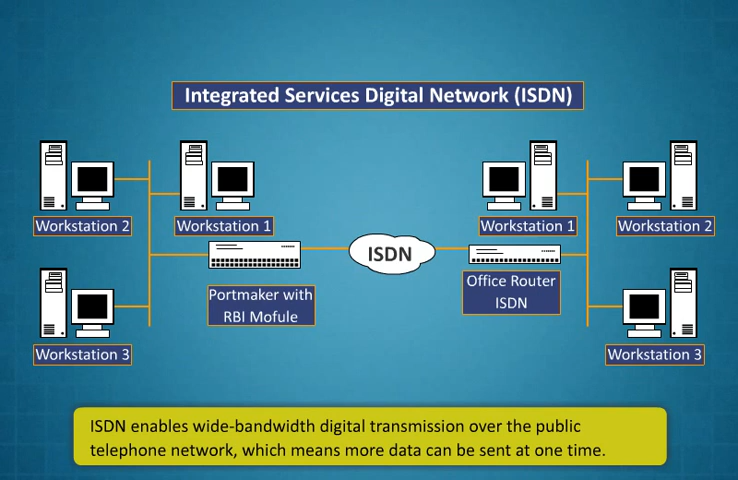 Integrated Services Digital Network (ISDN)
Workstation 2
Workstation 1
Workstation 1
Workstation 2
ISDN
Portmaker with
RBI Mofule
Office Router
ISDN
Workstation 3
Workstation 3
ISDN enables wide-bandwidth digital transmission over the public
telephone network, which means more data can be sent at one time.